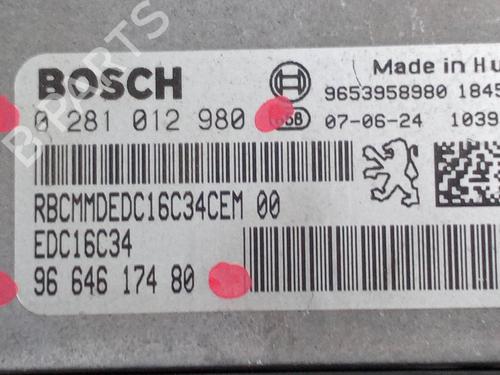 BOSCH
Made in Hu
0 281 012 980
9653958980 1845
07-06-24 1039
RBCMMDEDC16C34CEM 00
EDC16C34
96 646 174 80
B-PARTS